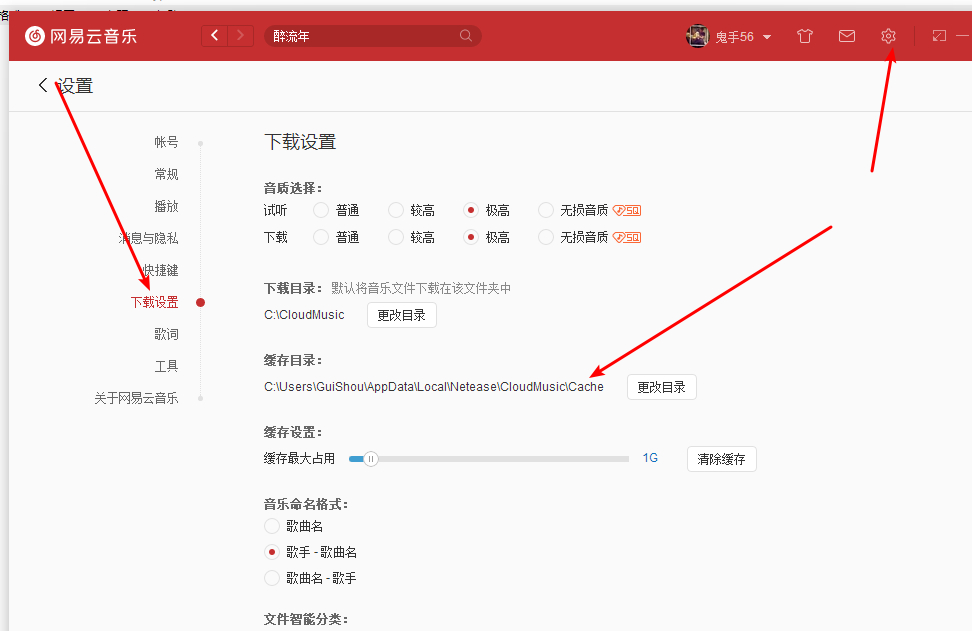 网易云音乐
醉流年
鬼手56
设置
帐号
常规
播放
消息与隐私
快捷键
下载设置
歌词
工具
关于网易云音乐
下载设置
音质选择：
试听 普通 较高 极高 无损音质 SQ
下载 普通 较高 极高 无损音质 SQ
下载目录： 默认将音乐文件下载在该文件夹中
C:\CloudMusic 更改目录
缓存目录：
C:\Users\GuiShou\AppData\Local\Netease\CloudMusic\Cache 更改目录
缓存设置：
缓存最大占用 1G 清除缓存
音乐命名格式：
歌曲名
歌手 - 歌曲名
歌曲名 - 歌手
文件智能分类：